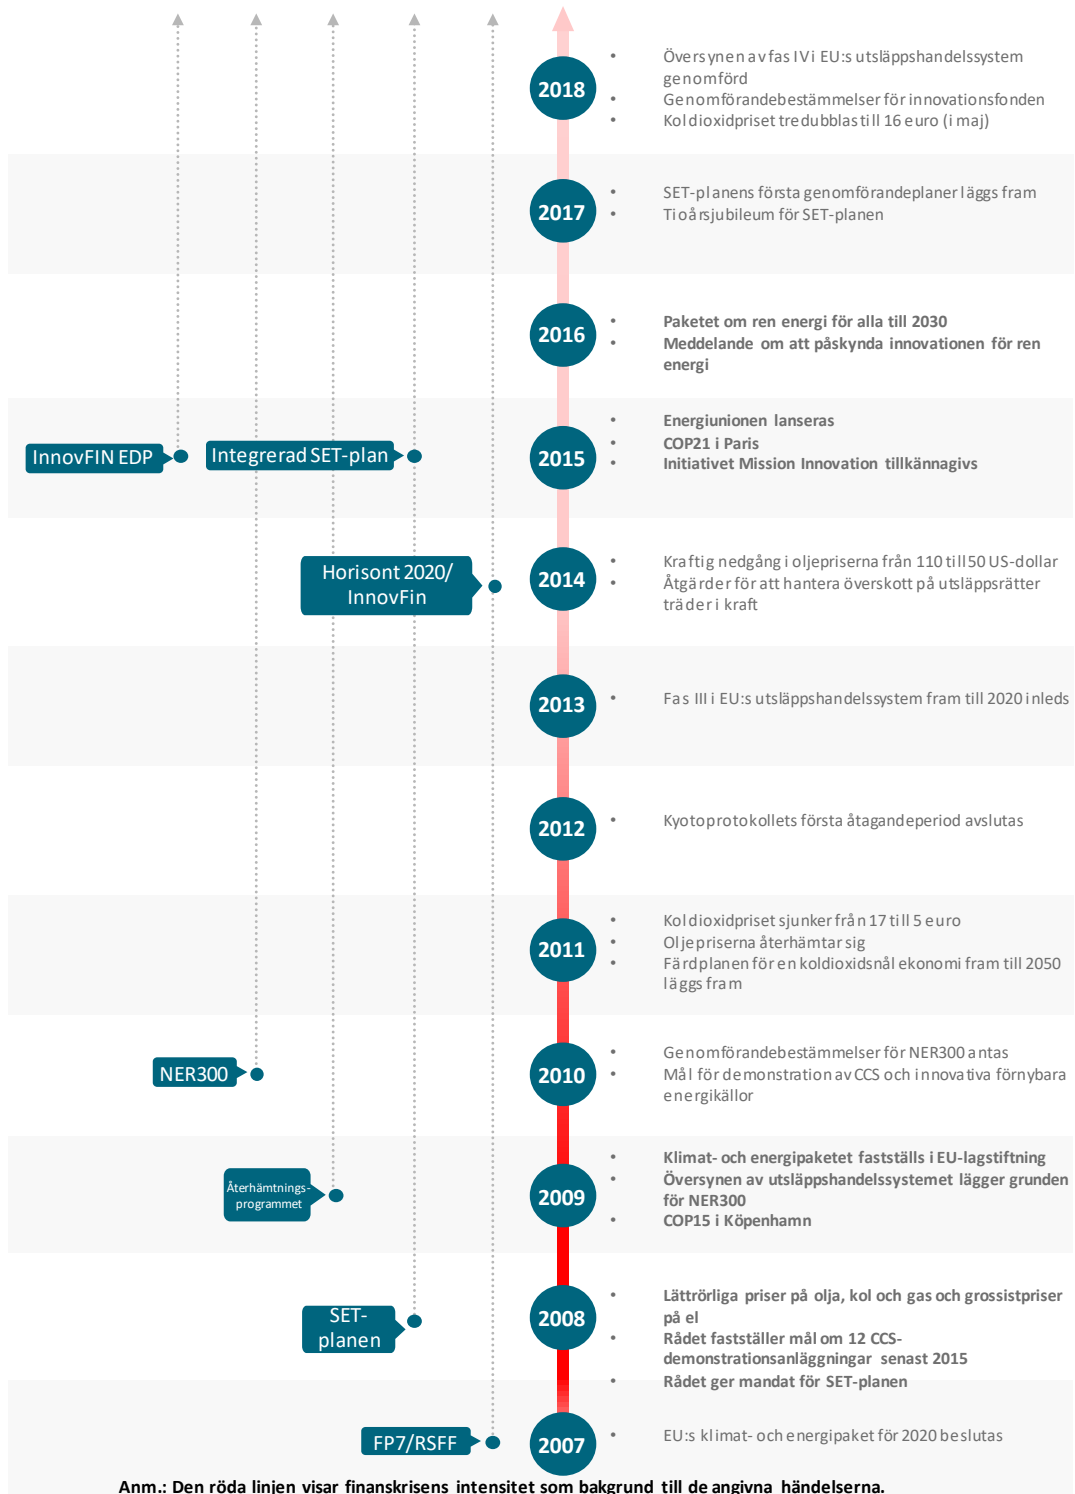 2018
• Översynen av fas IV i EU:s utsläppshandelssystem
genomförd
• Genomförandebestämmelser för innovationsfonden
• Koldioxidpriset tredubblas till 16 euro (i maj)
2017
• SET-planens första genomförandeplaner läggs fram
• Tioårsjubileum för SET-planen
2016
• Paketet om ren energi för alla till 2030
• Meddelande om att påskynda innovationen för ren
energi
InnovFIN EDP
Integrerad SET-plan
2015
• Energiunionen lanseras
• COP21 i Paris
• Initiativet Mission Innovation tillkännagivs
Horisont 2020/
InnovFin
2014
• Kraftig nedgång i oljepriserna från 110 till 50 US-dollar
• Åtgärder för att hantera överskott på utsläppsrätter
träder i kraft
2013
• Fas III i EU:s utsläppshandelssystem fram till 2020 inleds
2012
• Kyotoprotokollets första åtagandeperiod avslutas
2011
• Koldioxidpriset sjunker från 17 till 5 euro
• Oljepriserna återhämtar sig
• Färdplanen för en koldioxidsnål ekonomi fram till 2050
läggs fram
NER300
2010
• Genomförandebestämmelser för NER300 antas
• Mål för demonstration av CCS och innovativa förnybara
energikällor
Återhämtnings-
programmet
2009
• Klimat- och energipaketet fastställs i EU-lagstiftning
• Översynen av utsläppshandelssystemet lägger grunden
för NER300
• COP15 i Köpenhamn
SET-
planen
2008
• Lättrörliga priser på olja, kol och gas och grossistpriser
på el
• Rådet fastställer mål om 12 CCS-
demonstrationsanläggningar senast 2015
• Rådet ger mandat för SET-planen
FP7/RSFF
2007
• EU:s klimat- och energipaket för 2020 beslutas
Anm.: Den röda linjen visar finanskrisens intensitet som bakgrund till de angivna händelserna.